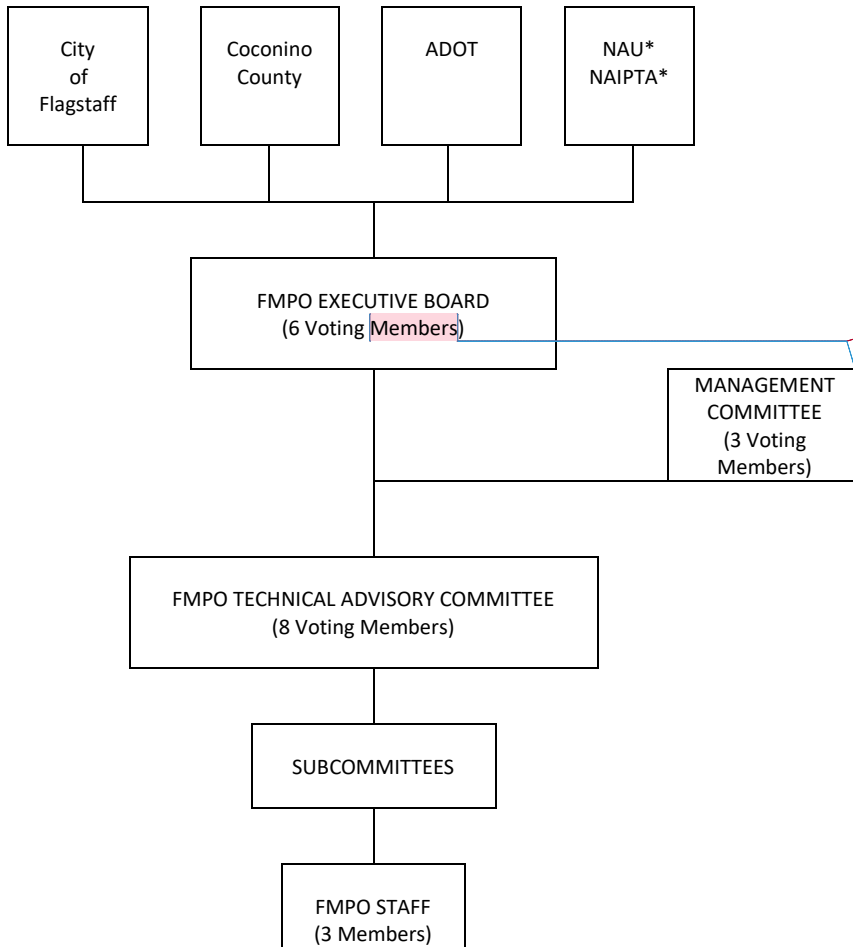 City
of
Flagstaff
Coconino
County
ADOT
NAU*
NAIPTA*
FMPO EXECUTIVE BOARD
(6 Voting Members)
MANAGEMENT
COMMITTEE
(3 Voting
Members)
FMPO TECHNICAL ADVISORY COMMITTEE
(8 Voting Members)
SUBCOMMITTEES
FMPO STAFF
(3 Members)